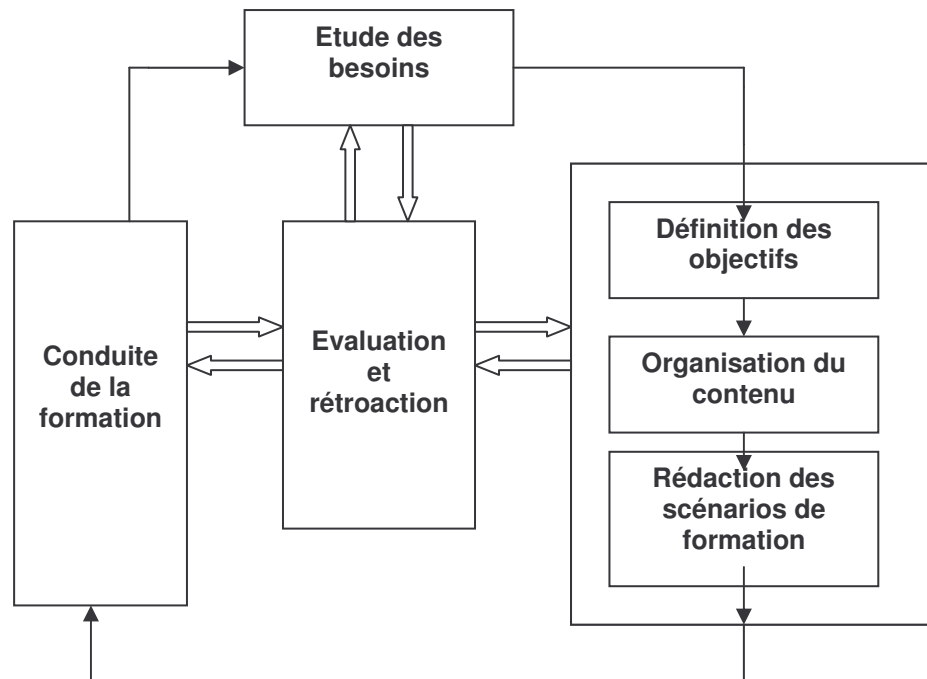 Etude des
besoins
Définition des
objectifs
Organisation du
contenu
Rédaction des
scénarios de
formation
Evaluation
et
rétroaction
Conduite
de la
formation